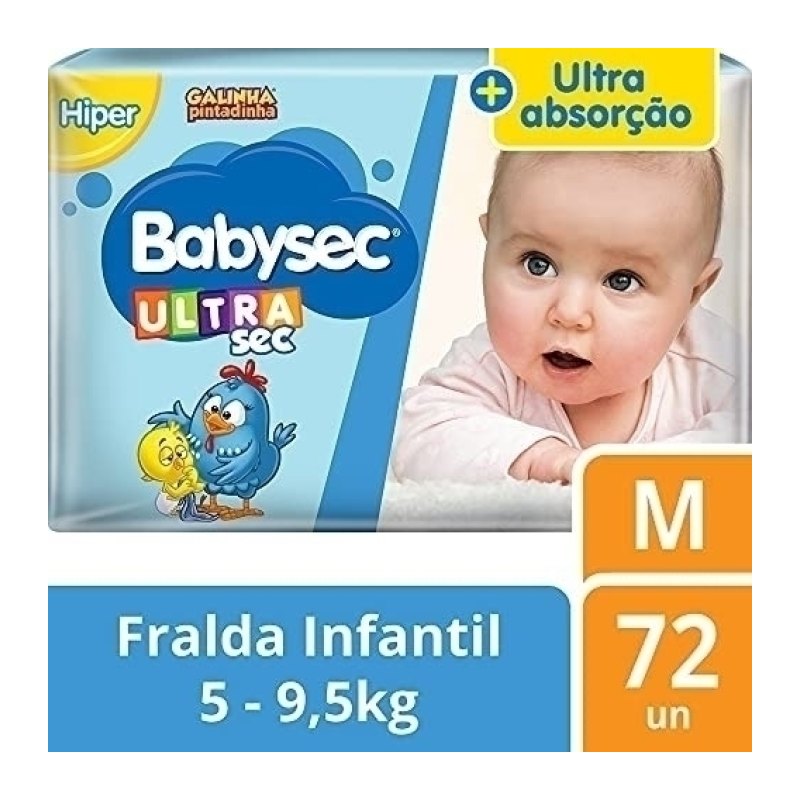 Hiper
GALINHA
pintadinha
+ Ultra
absorção
Babysec®
ULTRA
sec
M
Fralda Infantil
5 - 9,5kg
72
un